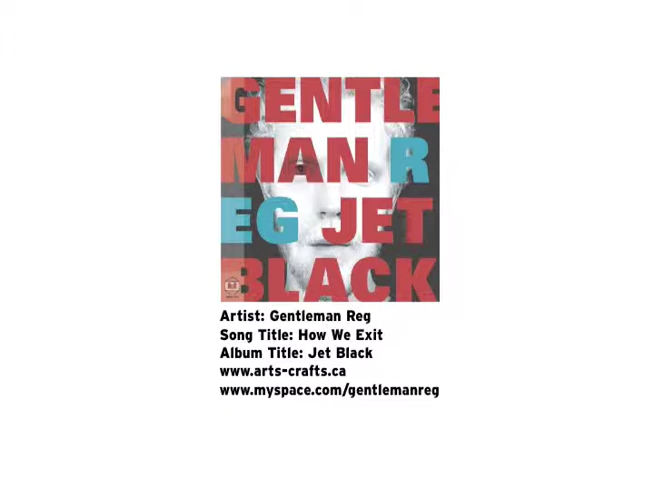 GENTLE
MAN R
EG JET
BLACK
Artist: Gentleman Reg
Song Title: How We Exit
Album Title: Jet Black
www.arts-crafts.ca
www.myspace.com/gentlemanreg